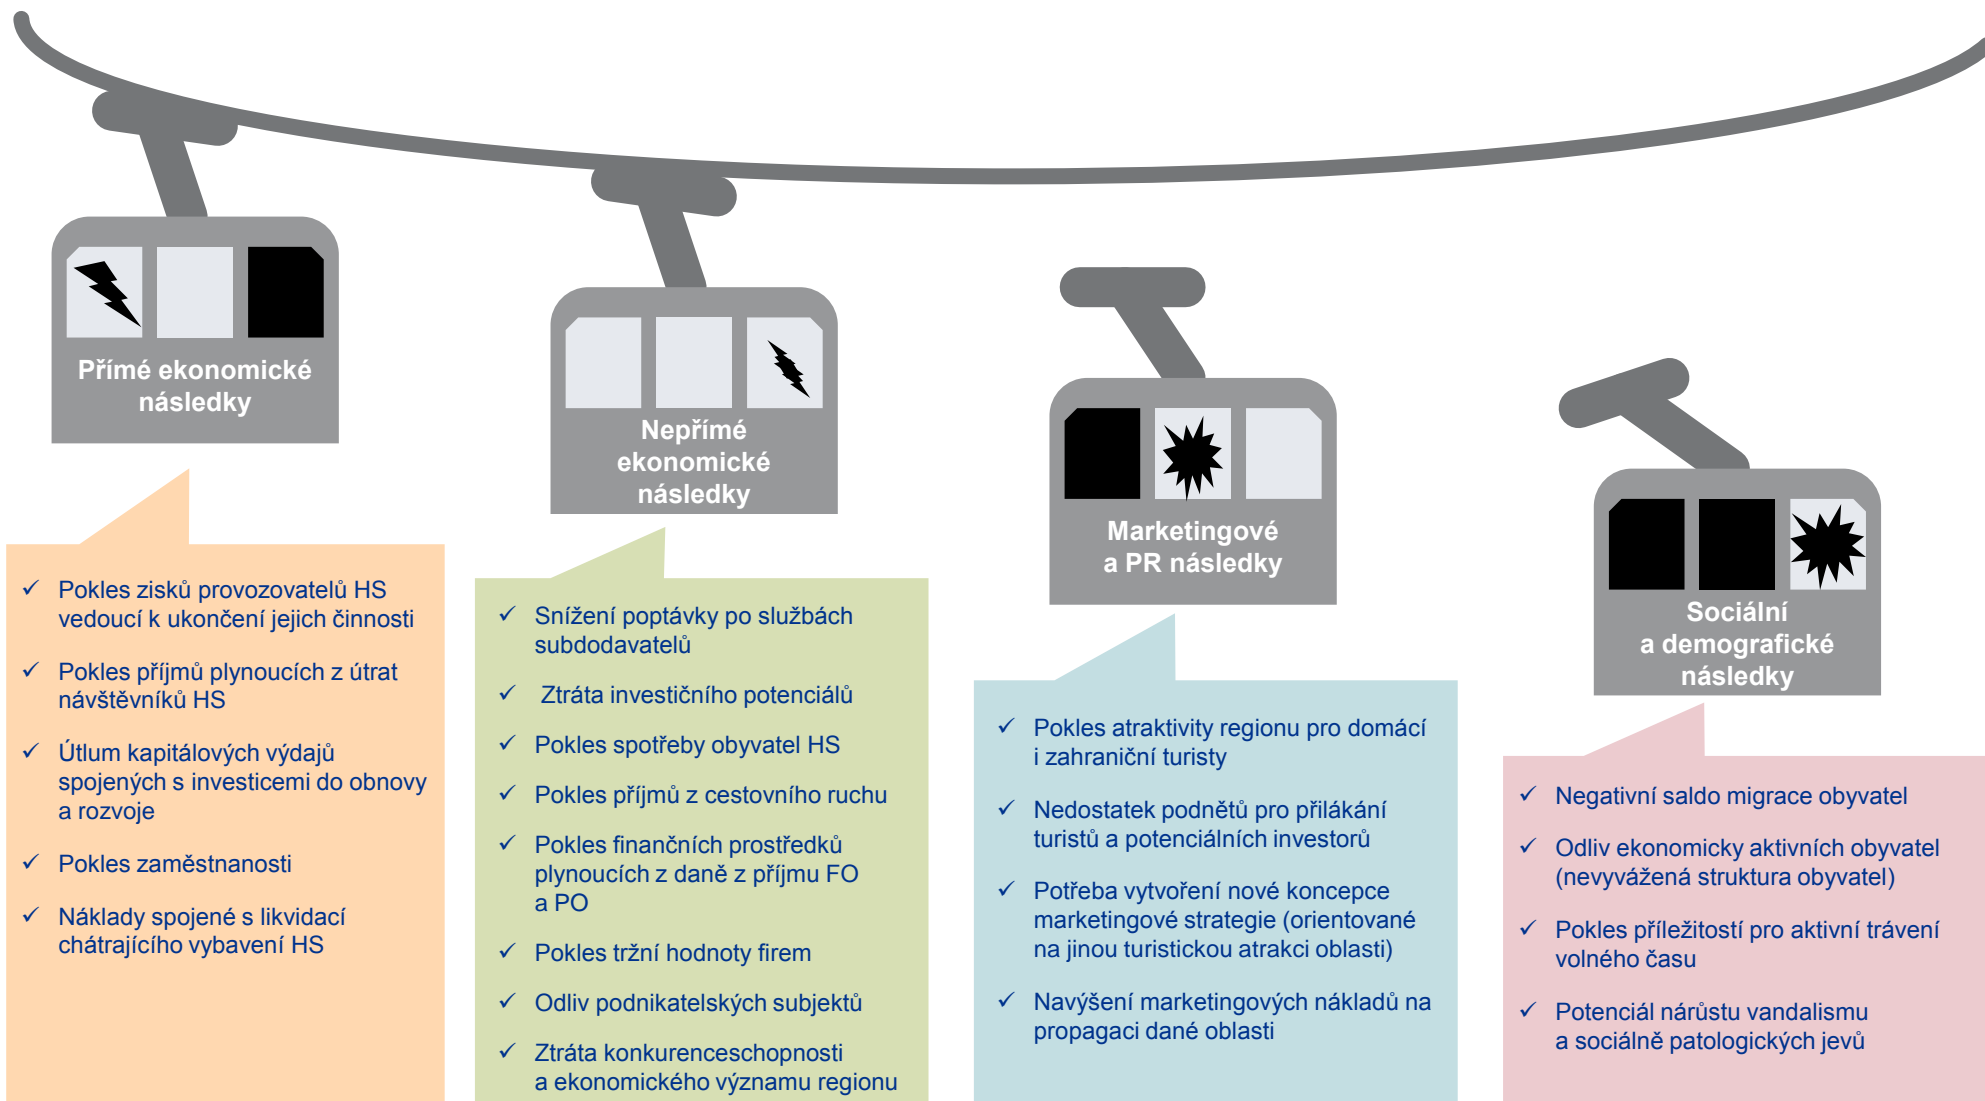 Přímé ekonomické
následky
✓ Pokles zisků provozovatelů HS
vedoucí k ukončení jejich činnosti
✓ Pokles příjmů plynoucích z útrat
návštěvníků HS
✓ Útlum kapitálových výdajů
spojených s investicemi do obnovy
a rozvoje
✓ Pokles zaměstnanosti
✓ Náklady spojené s likvidací
chátrajícího vybavení HS
Nepřímé
ekonomické
následky
✓ Snížení poptávky po službách
subdodavatelů
✓ Ztráta investičního potenciálů
✓ Pokles spotřeby obyvatel HS
✓ Pokles příjmů z cestovního ruchu
✓ Pokles finančních prostředků
plynoucích z daně z příjmu FO
a PO
✓ Pokles tržní hodnoty firem
✓ Odliv podnikatelských subjektů
✓ Ztráta konkurenceschopnosti
a ekonomického významu regionu
Marketingové
a PR následky
✓ Pokles atraktivity regionu pro domácí
i zahraniční turisty
✓ Nedostatek podnětů pro přilákání
turistů a potenciálních investorů
✓ Potřeba vytvoření nové koncepce
marketingové strategie (orientované
na jinou turistickou atrakci oblasti)
✓ Navýšení marketingových nákladů na
propagaci dané oblasti
Sociální
a demografické
následky
✓ Negativní saldo migrace obyvatel
✓ Odliv ekonomicky aktivních obyvatel
(nevyvážená struktura obyvatel)
✓ Pokles příležitostí pro aktivní trávení
volného času
✓ Potenciál nárůstu vandalismu
a sociálně patologických jevů